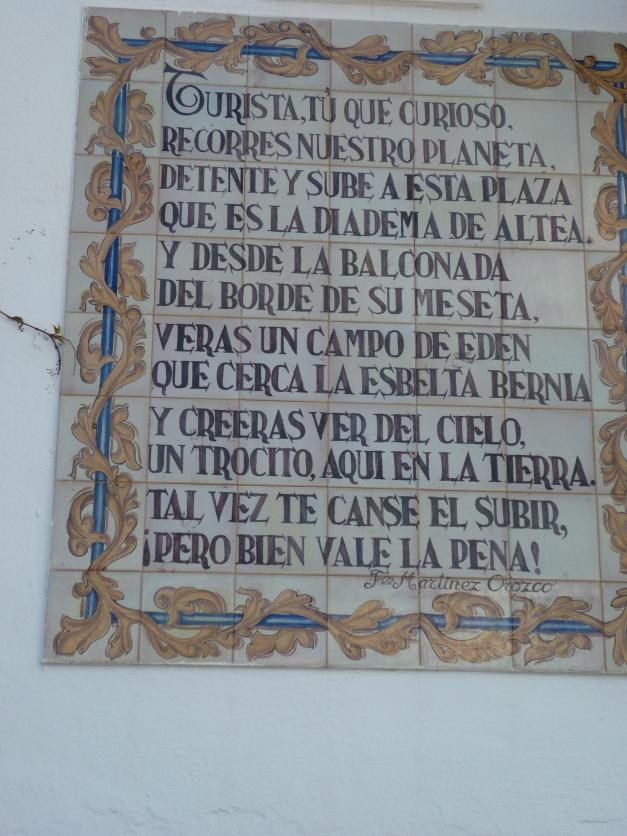 TURISTA, TÚ QUE CURIOSO,
RECORRES NUESTRO PLANETA,
DETENTE Y SUBE A ESTA PLAZA
QUE ES LA DIADEMA DE ALTEA.
Y DESDE LA BALCONADA
DEL BORDE DE SU MESETA,
VERAS UN CAMPO DE EDEN
QUE CERCA LA ESBELTA BERNIA
Y CREERAS VER DEL CIELO,
UN TROCITO, AQUI EN LA TIERRA.
TAL VEZ TE CANSE EL SUBIR,
¡PERO BIEN VALE LA PENA!
Fco Martinez Orozco